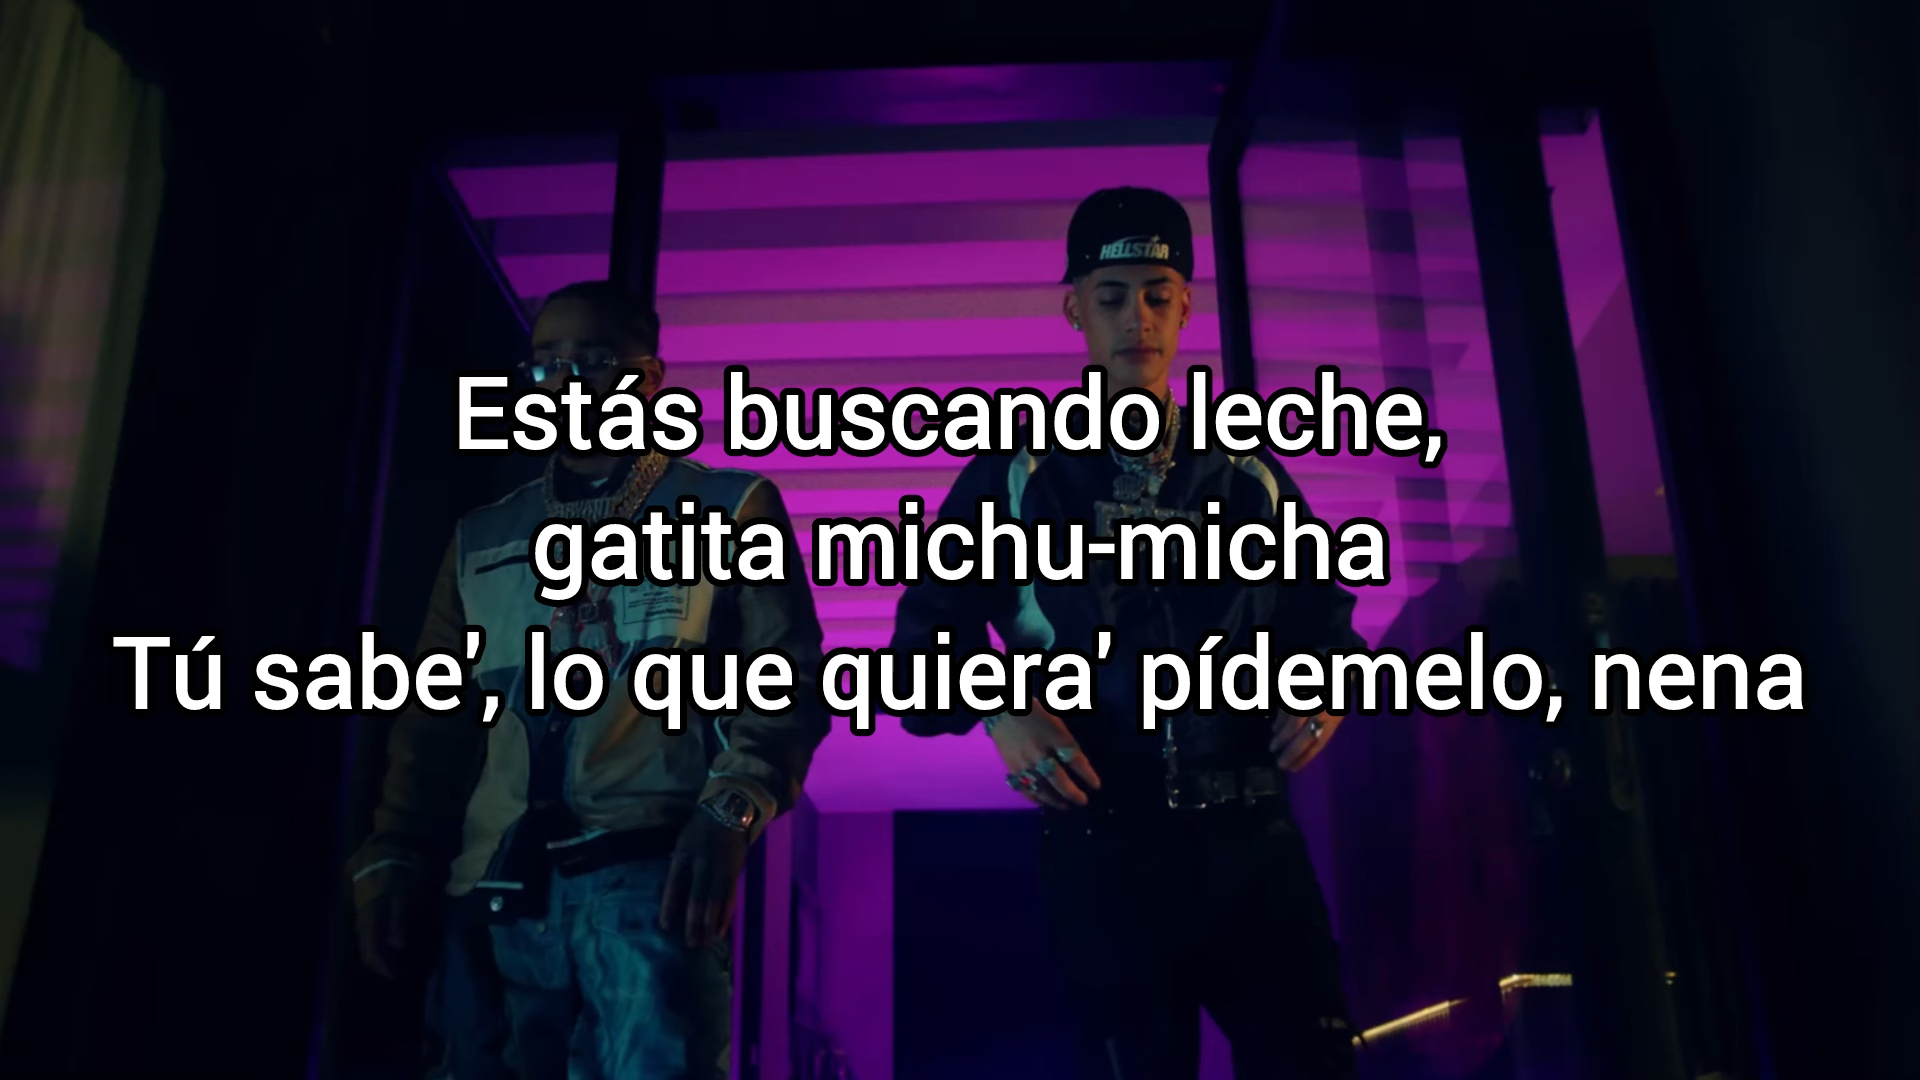 HELLSTAR
Estás buscando leche,
gatita michu-micha
Tú sabe', lo que quiera' pídemelo, nena